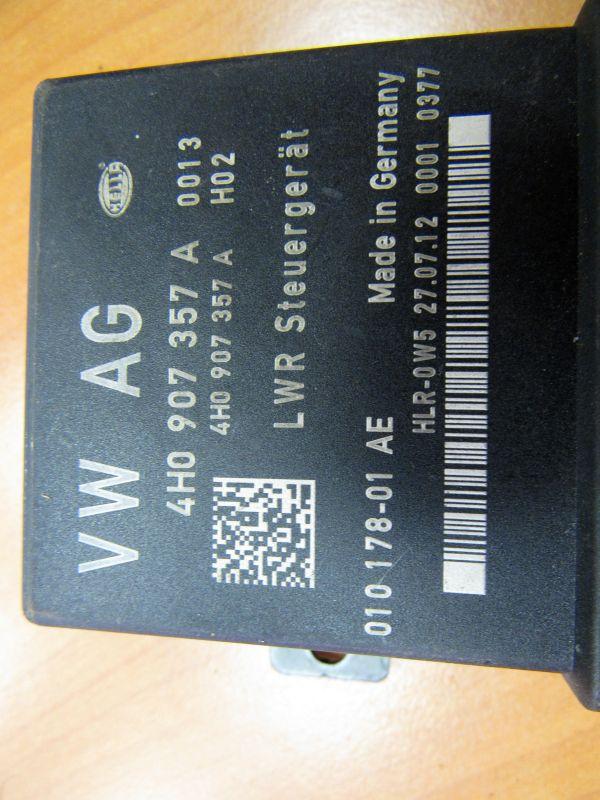 VW AG
HELLA
4H0 907 357 A 0013
4H0 907 357 A H02
LWR Steuergerät
010 178-01 AE Made in Germany
HLR-0W5 27.07.12 0001 0377